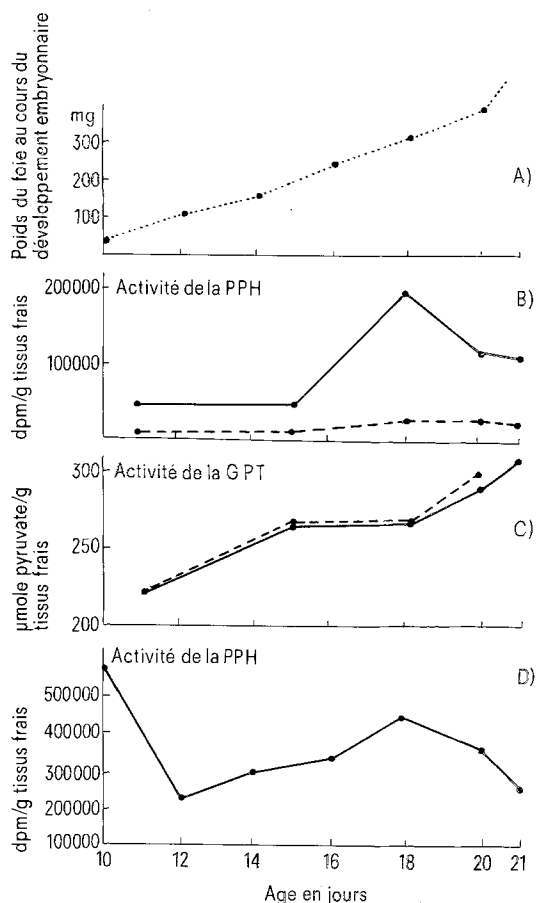 Poids du foie au cours du
développement embryonnaire
mg
300
200
100
A)
Activité de la PPH
B)
dpm/g tissus frais
200000
100000
Activité de la GPT
C)
µmole pyruvate/g
tissus frais
300
250
200
Activité de la PPH
D)
dpm/g tissus frais
500000
400000
300000
200000
100000
10 12 14 16 18 20 21
Age en jours